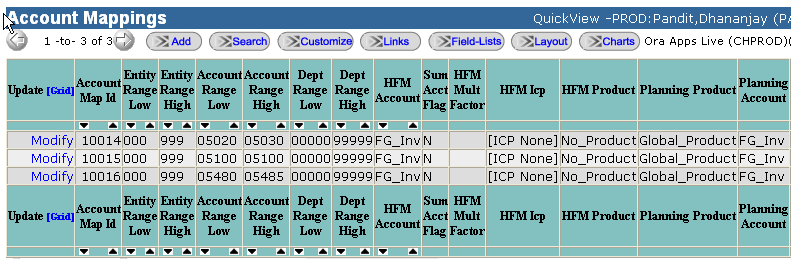 Account Mappings QuickView -PROD:Pandit,Dhananjay (PA
1 -to- 3 of 3 Add Search Customize Links Field-Lists Layout Charts Ora Apps Live (CHPROD)(
Update [Grid] Account Map Id Entity Range Low Entity Range High Account Range Low Account Range High Dept Range Low Dept Range High HFM Account Sum Acct Flag HFM Mult Factor HFM Icp HFM Product Planning Product Planning Account
Modify 10014 000 999 05020 05030 00000 99999 FG_Inv N [ICP None] No_Product Global_Product FG_Inv
Modify 10015 000 999 05100 05100 00000 99999 FG_Inv N [ICP None] No_Product Global_Product FG_Inv
Modify 10016 000 999 05480 05485 00000 99999 FG_Inv N [ICP None] No_Product Global_Product FG_Inv
Update [Grid] Account Map Id Entity Range Low Entity Range High Account Range Low Account Range High Dept Range Low Dept Range High HFM Account Sum Acct Flag HFM Mult Factor HFM Icp HFM Product Planning Product Planning Account